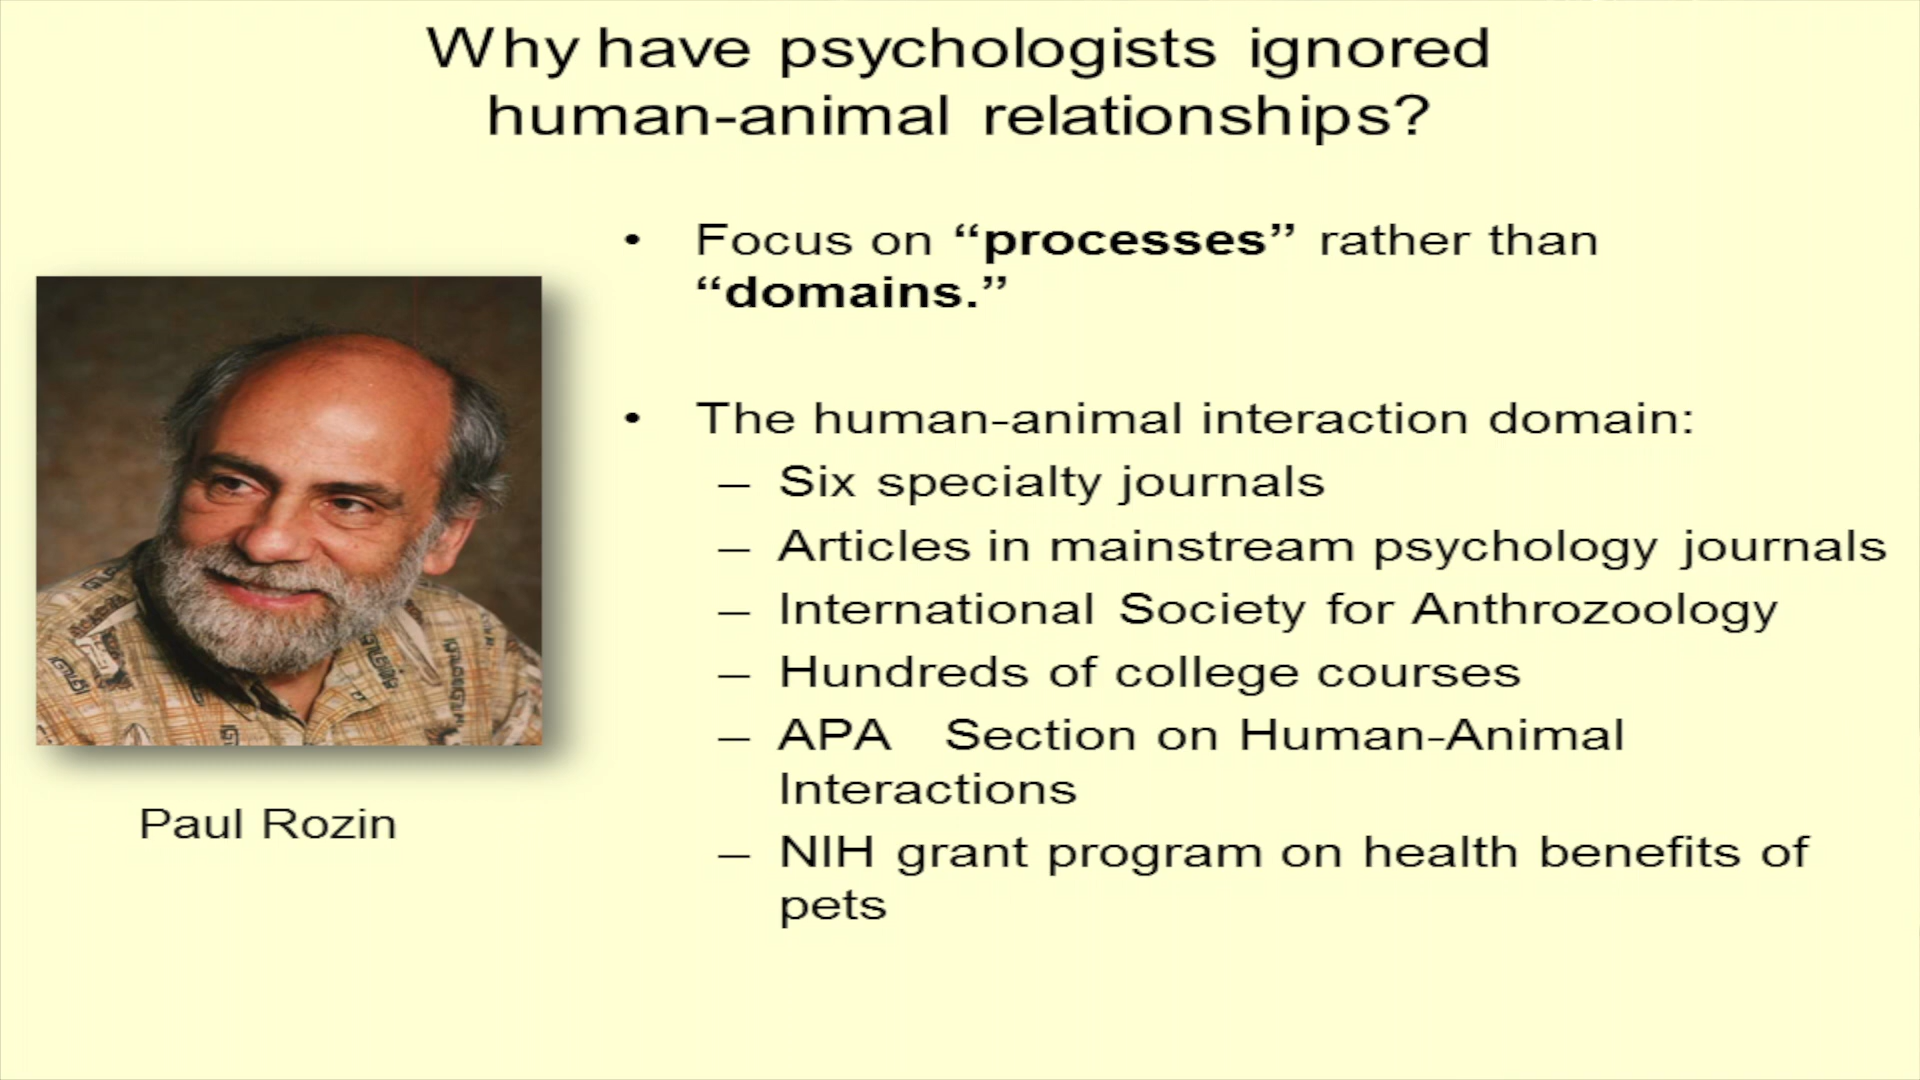 Why have psychologists ignored
human-animal relationships?
• Focus on “processes” rather than
“domains.”
• The human-animal interaction domain:
– Six specialty journals
– Articles in mainstream psychology journals
– International Society for Anthrozoology
– Hundreds of college courses
– APA Section on Human-Animal
Interactions
– NIH grant program on health benefits of
pets
Paul Rozin